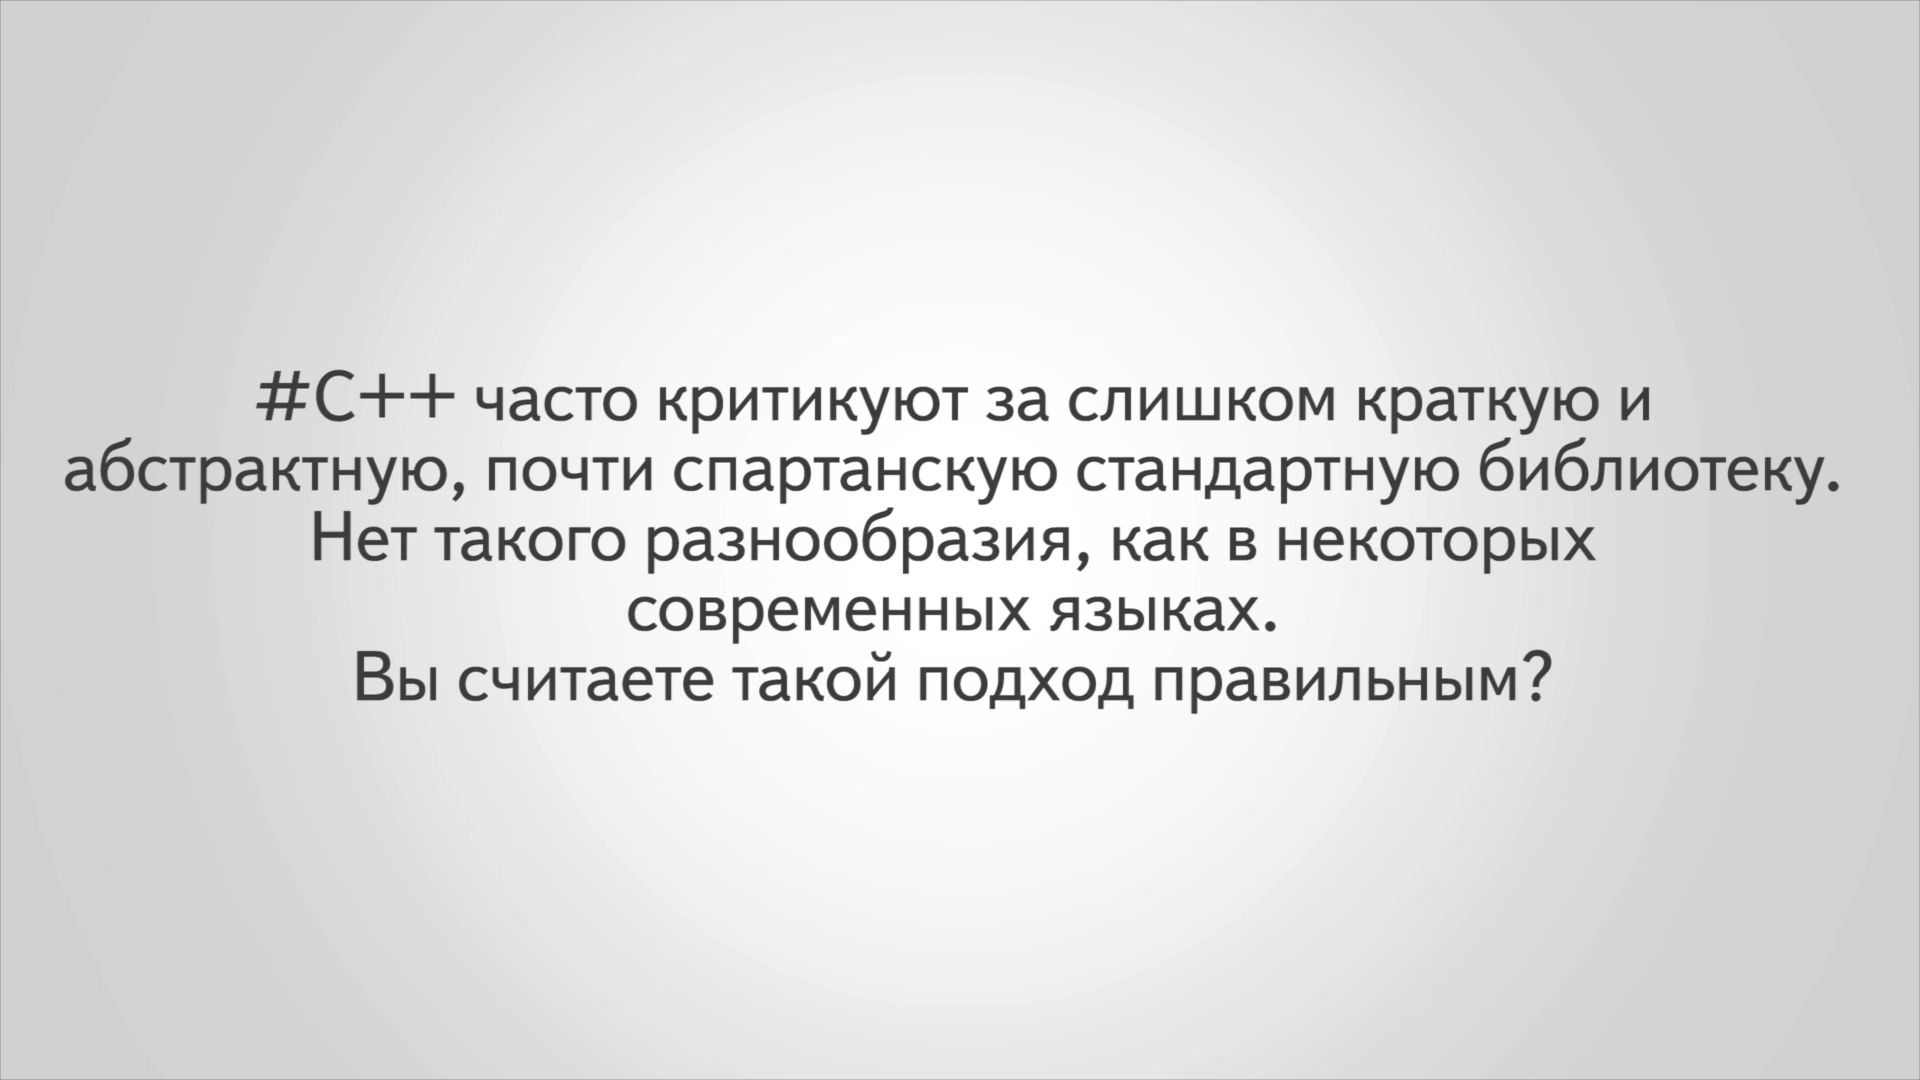 #C++ часто критикуют за слишком краткую и
абстрактную, почти спартанскую стандартную библиотеку.
Нет такого разнообразия, как в некоторых
современных языках.
Вы считаете такой подход правильным?